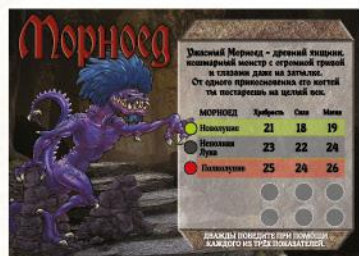 Морноед
Ужасный Морноед - древний хищник,
кошмарный монстр с огромной гривой
и глазами даже на затылке.
От одного прикосновения его когтей
ты постареешь на целый век.
МОРНОЕД Храбрость Сила Магия
Новолуние 21 18 19
Неполная
Луна 23 22 24
Полнолуние 25 24 26
ДВАЖДЫ ПОБЕДИТЕ ПРИ ПОМОЩИ
КАЖДОГО ИЗ ТРЁХ ПОКАЗАТЕЛЕЙ.